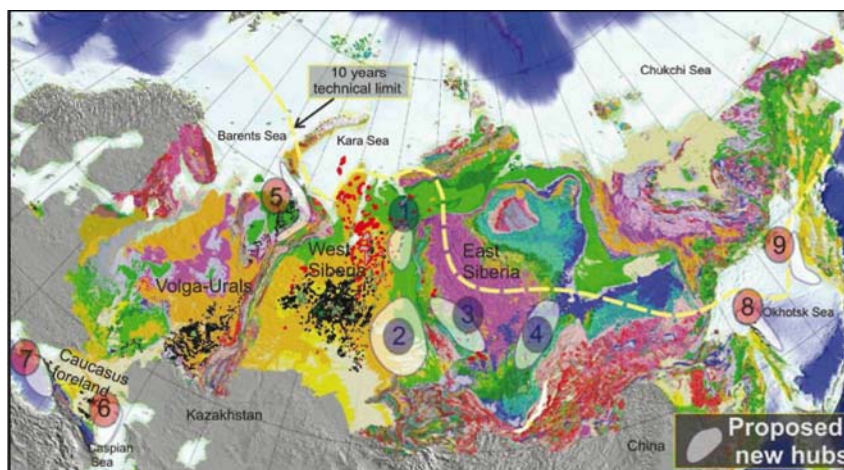 Chukchi Sea
10 years
technical limit
Barents Sea
Kara Sea
5
1
West
Siberia
East
Siberia
9
Volga-Urals
2
3
4
8
Okhotsk Sea
7
Caucasus
foreland
6
Kazakhstan
Caspian
Sea
China
Proposed
new hubs